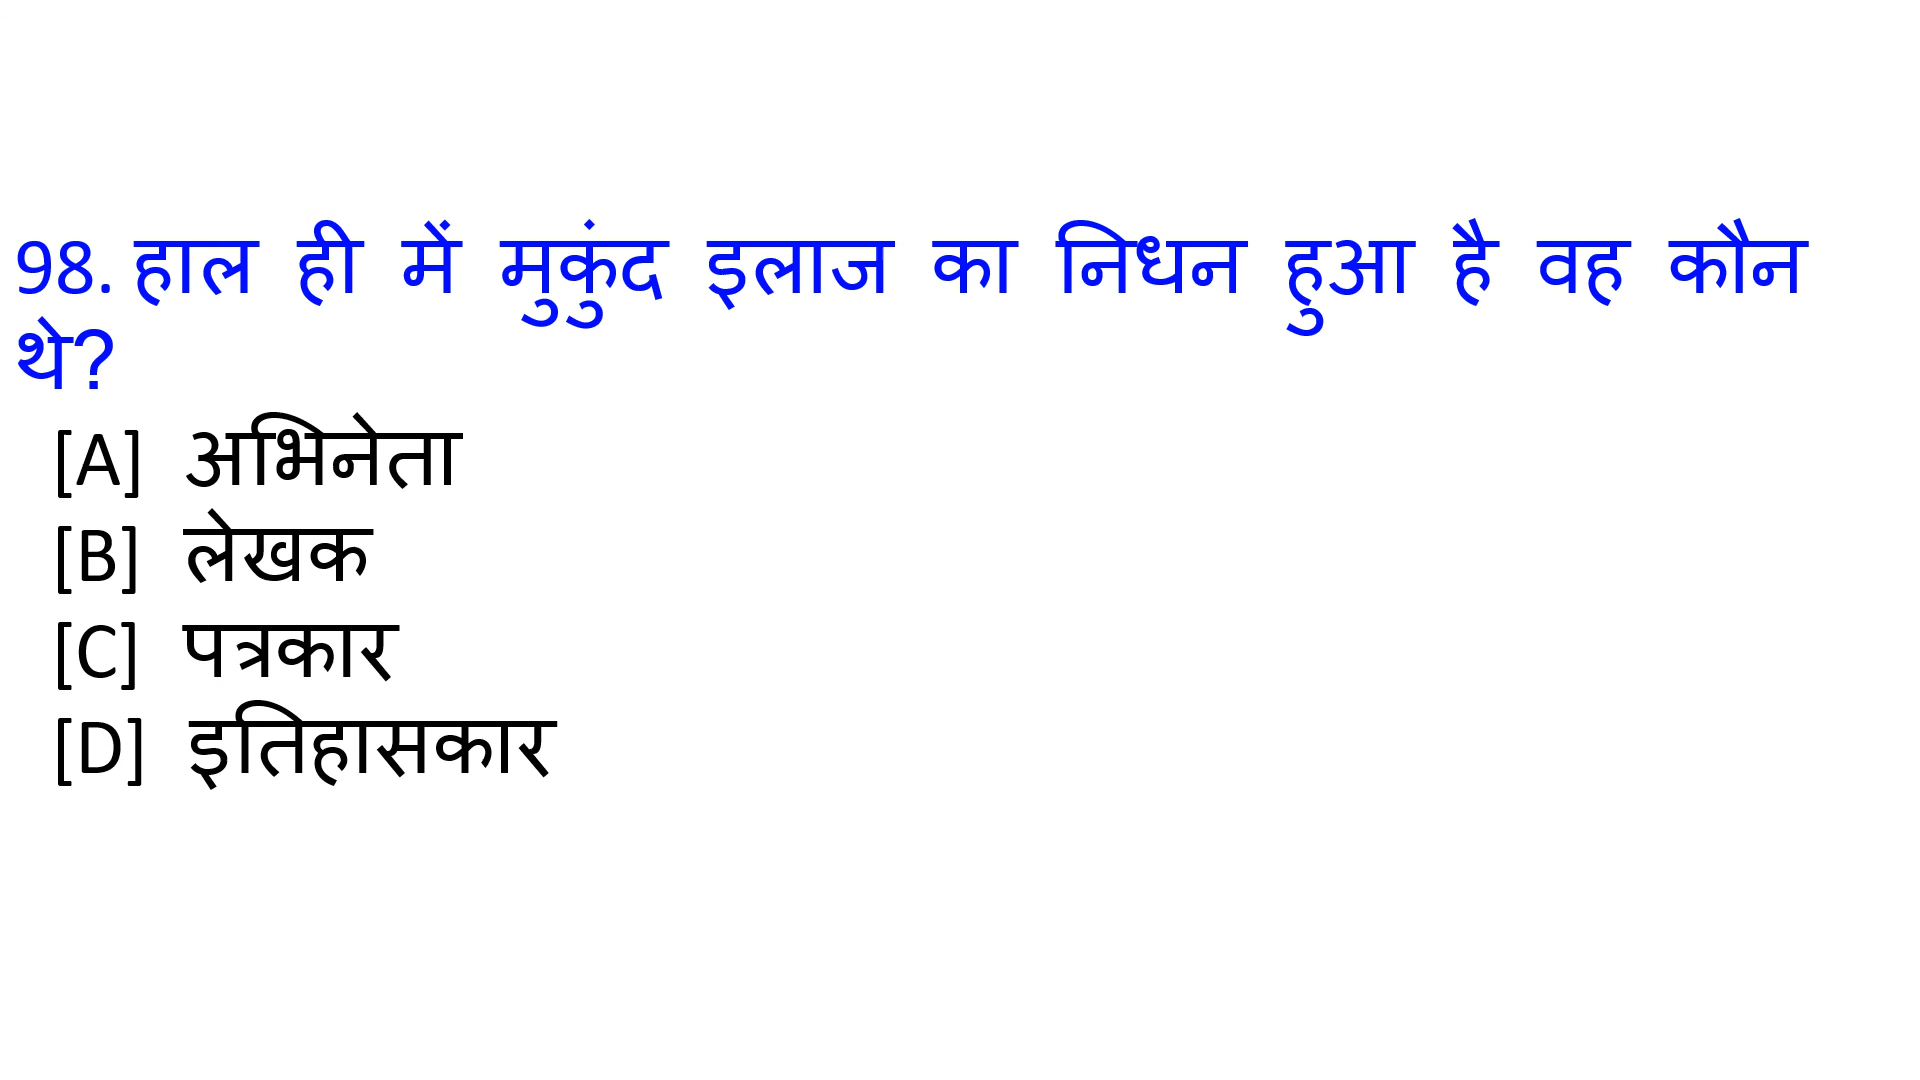 98. हाल ही में मुकुंद इलाज का निधन हुआ है वह कौन
थे?
[A] अभिनेता
[B] लेखक
[C] पत्रकार
[D] इतिहासकार